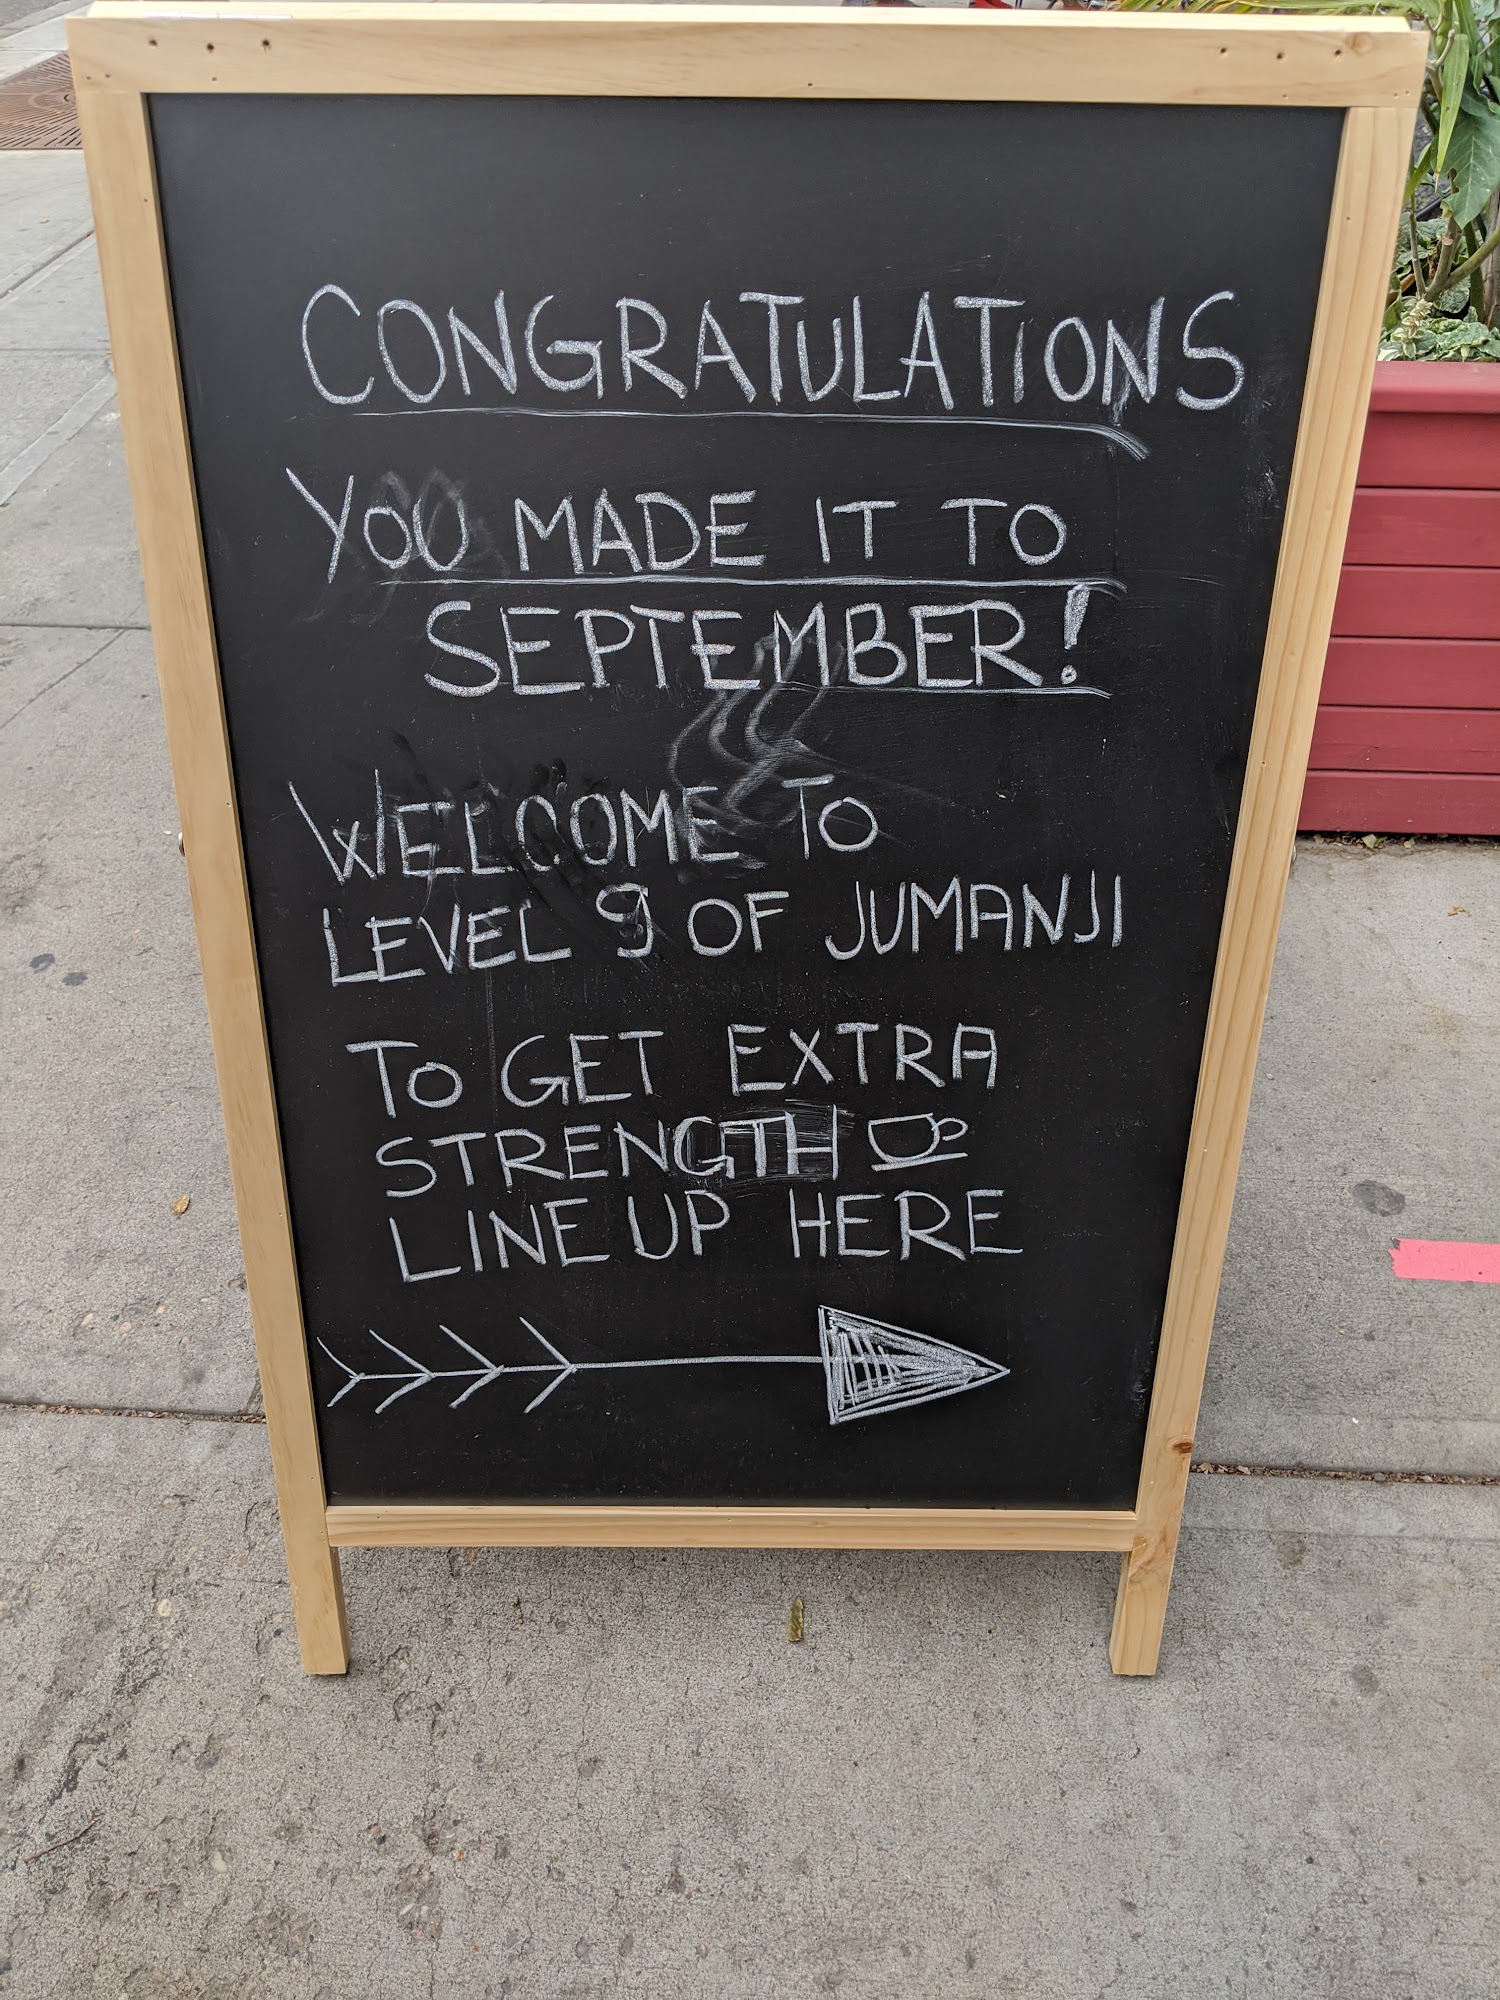 CONGRATULATIONS
YOU MADE IT TO
SEPTEMBER!
WELCOME TO
LEVEL 9 OF JUMANJI
TO GET EXTRA
STRENGTH
LINE UP HERE